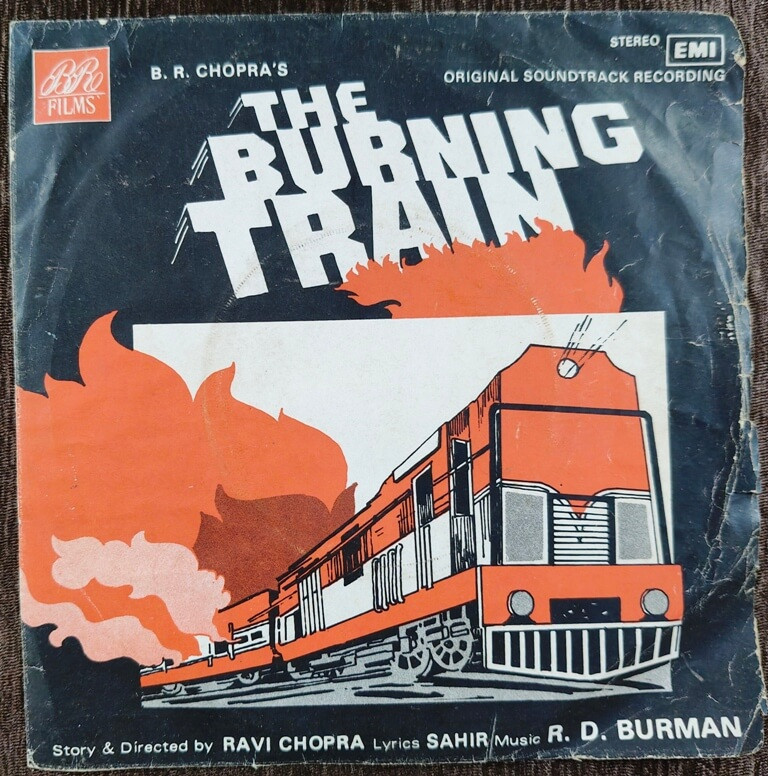 BR
FILMS
B. R. CHOPRA'S
STEREO EMI
ORIGINAL SOUNDTRACK RECORDING
THE
BURNING
TRAIN
Story & Directed by RAVI CHOPRA Lyrics SAHIR Music R. D. BURMAN